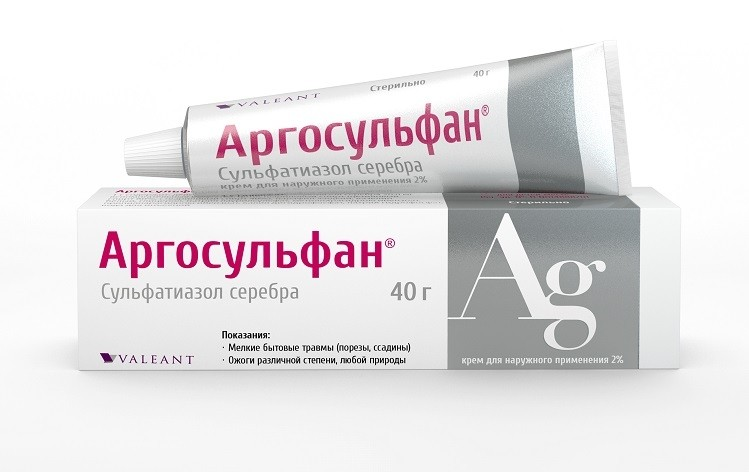 VALEANT
Стерильно
40 г
Аргосульфан®
Сульфатиазол серебра
крем для наружного применения 2%
Аргосульфан
Стерильно
Аргосульфан®
Сульфатиазол серебра
40 г
Ag
Показания:
· Мелкие бытовые травмы (порезы, ссадины)
· Ожоги различной степени, любой природы
VALEANT
крем для наружного применения 2%